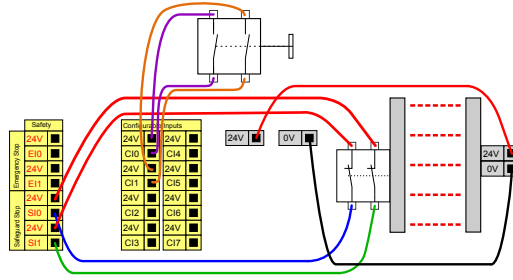 Safety
Emergency Stop
24V
EI0
24V
EI1
Safeguard Stop
24V
SI0
24V
SI1
Configurable Inputs
24V 24V
CI0 CI4
24V 24V
CI1 CI5
24V 24V
CI2 CI6
24V 24V
CI3 CI7
24V 0V
24V
0V